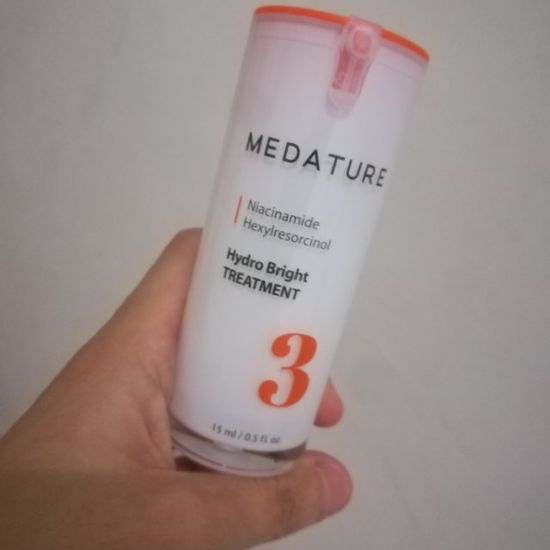 MEDATURE
Niacinamide
Hexylresorcinol
Hydro Bright
TREATMENT
3
15 ml / 0.5 fl. oz.